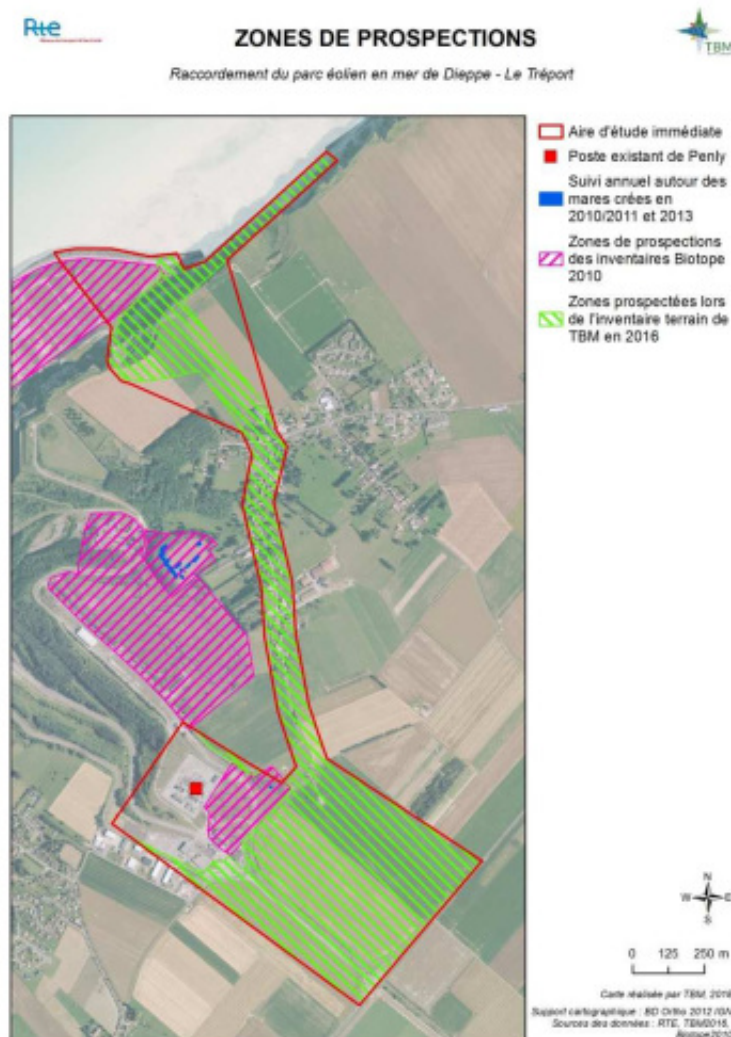 Rte
ZONES DE PROSPECTIONS
TBM
Raccordement du parc éolien en mer de Dieppe - Le Tréport
Aire d'étude immédiate
Poste existant de Penly
Suivi annuel autour des
mares crées en
2010/2011 et 2013
Zones de prospections
des inventaires Biotope
2010
Zones prospectées lors
de l'inventaire terrain de
TBM en 2016
N
W E
S
0 125 250 m
Carte réalisée par TBM, 2016
Support cartographique : BD Ortho 2012 IGN
Sources des données : RTE, TBM2016,
Biotope2010